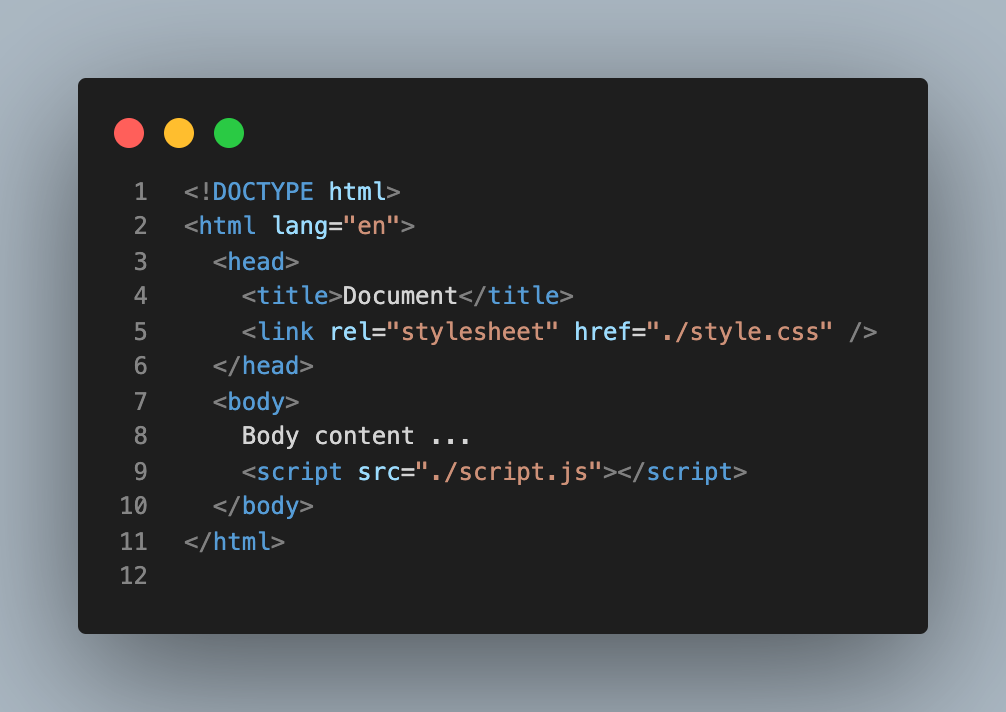 1 <!DOCTYPE html>
2 <html lang="en">
3   <head>
4     <title>Document</title>
5     <link rel="stylesheet" href="./style.css" />
6   </head>
7   <body>
8     Body content ...
9     <script src="./script.js"></script>
10   </body>
11 </html>
12